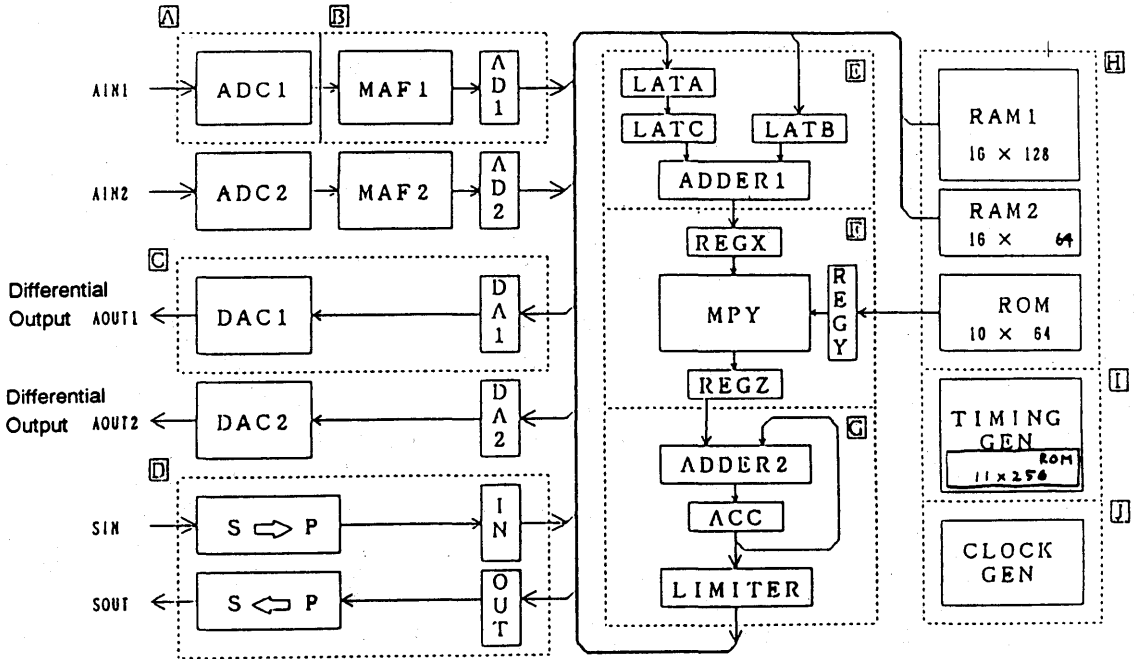 A
B
AIN1
ADC1
MAF1
AD1
AIN2
ADC2
MAF2
AD2
C
Differential
Output AOUT1
DAC1
DA1
Differential
Output AOUT2
DAC2
DA2
D
SIN
S P
IN
SOUT
S P
OUT
E
LATA
LATC
LATB
ADDER1
F
REGX
MPY
REGY
REGZ
G
ADDER2
ACC
LIMITER
H
RAM1
16 × 128
RAM2
16 × 64
ROM
10 × 64
I
TIMING
GEN
ROM
11 × 256
J
CLOCK
GEN